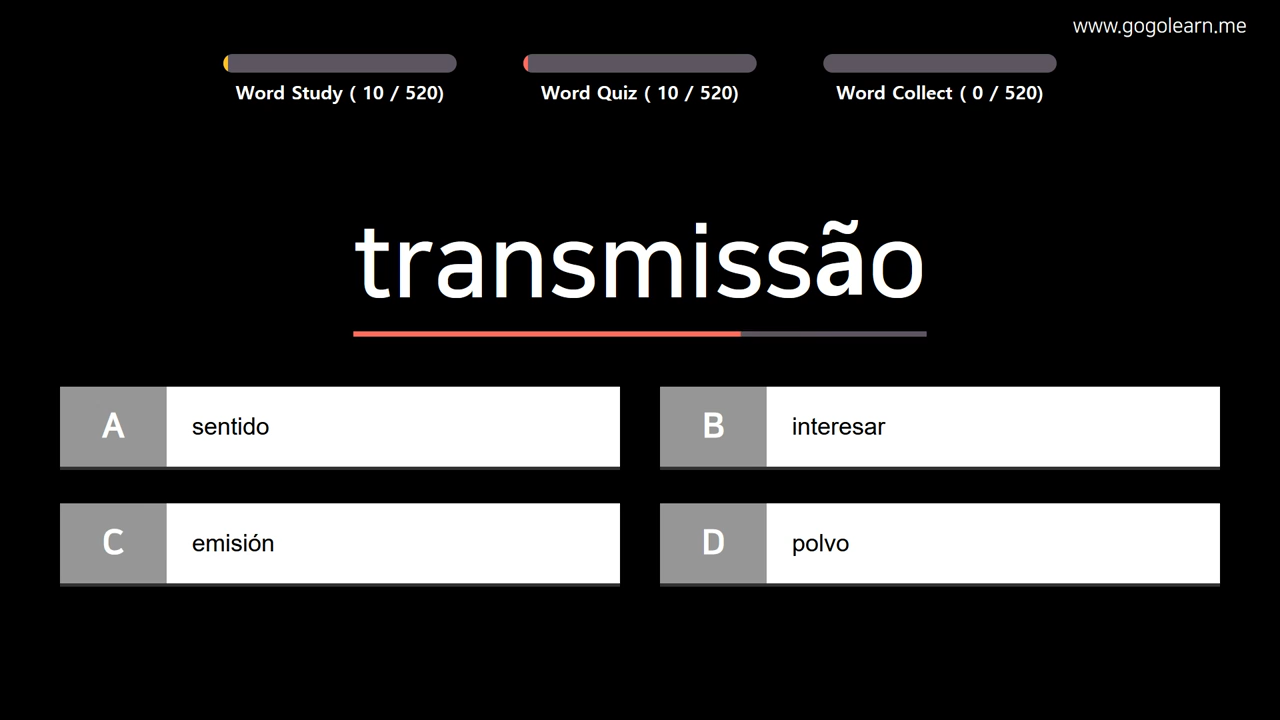 www.gogolearn.me
Word Study ( 10 / 520)
Word Quiz ( 10 / 520)
Word Collect ( 0 / 520)
transmissão
A sentido
B interesar
C emisión
D polvo